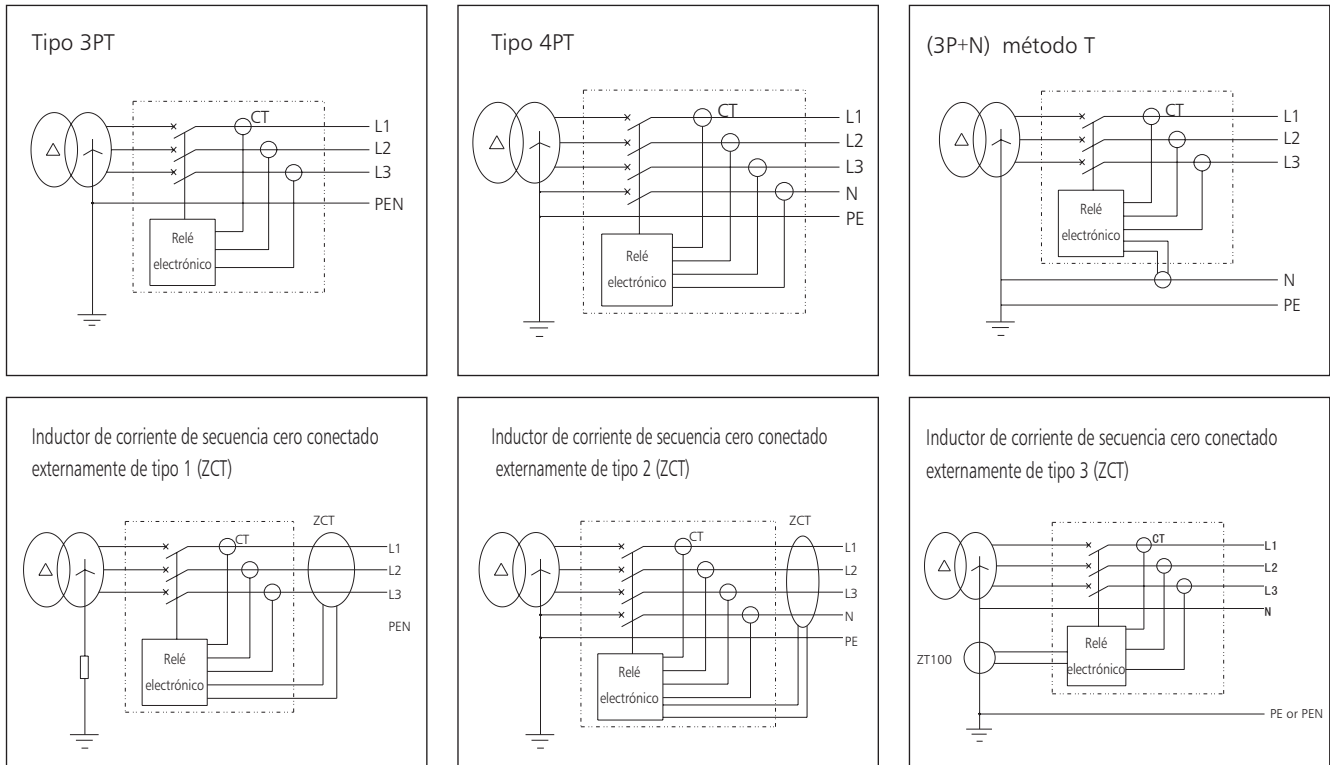 Tipo 3PT
CT
L1
L2
L3
PEN
Relé
electrónico
Tipo 4PT
CT
L1
L2
L3
N
PE
Relé
electrónico
(3P+N) método T
CT
L1
L2
L3
Relé
electrónico
N
PE
Inductor de corriente de secuencia cero conectado
externamente de tipo 1 (ZCT)
ZCT
CT
L1
L2
L3
PEN
Relé
electrónico
Inductor de corriente de secuencia cero conectado
externamente de tipo 2 (ZCT)
ZCT
CT
L1
L2
L3
N
PE
Relé
electrónico
Inductor de corriente de secuencia cero conectado
externamente de tipo 3 (ZCT)
CT
L1
L2
L3
N
ZT100
Relé
electrónico
PE or PEN